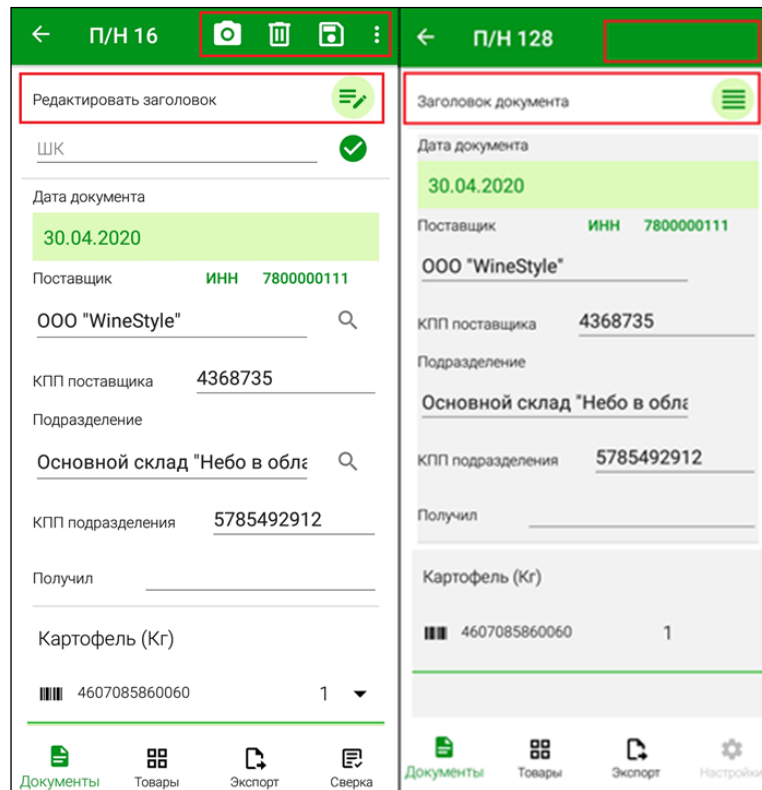 П/Н 16
Редактировать заголовок
ШК
Дата документа
30.04.2020
Поставщик ИНН 7800000111
ООО "WineStyle"
КПП поставщика 4368735
Подразделение
Основной склад "Небо в обла
КПП подразделения 5785492912
Получил
Картофель (Кг)
4607085860060 1
Документы Товары Экспорт Сверка
П/Н 128
Заголовок документа
Дата документа
30.04.2020
Поставщик ИНН 7800000111
ООО "WineStyle"
КПП поставщика 4368735
Подразделение
Основной склад "Небо в обла
КПП подразделения 5785492912
Получил
Картофель (Кг)
4607085860060 1
Документы Товары Экспорт Настройки